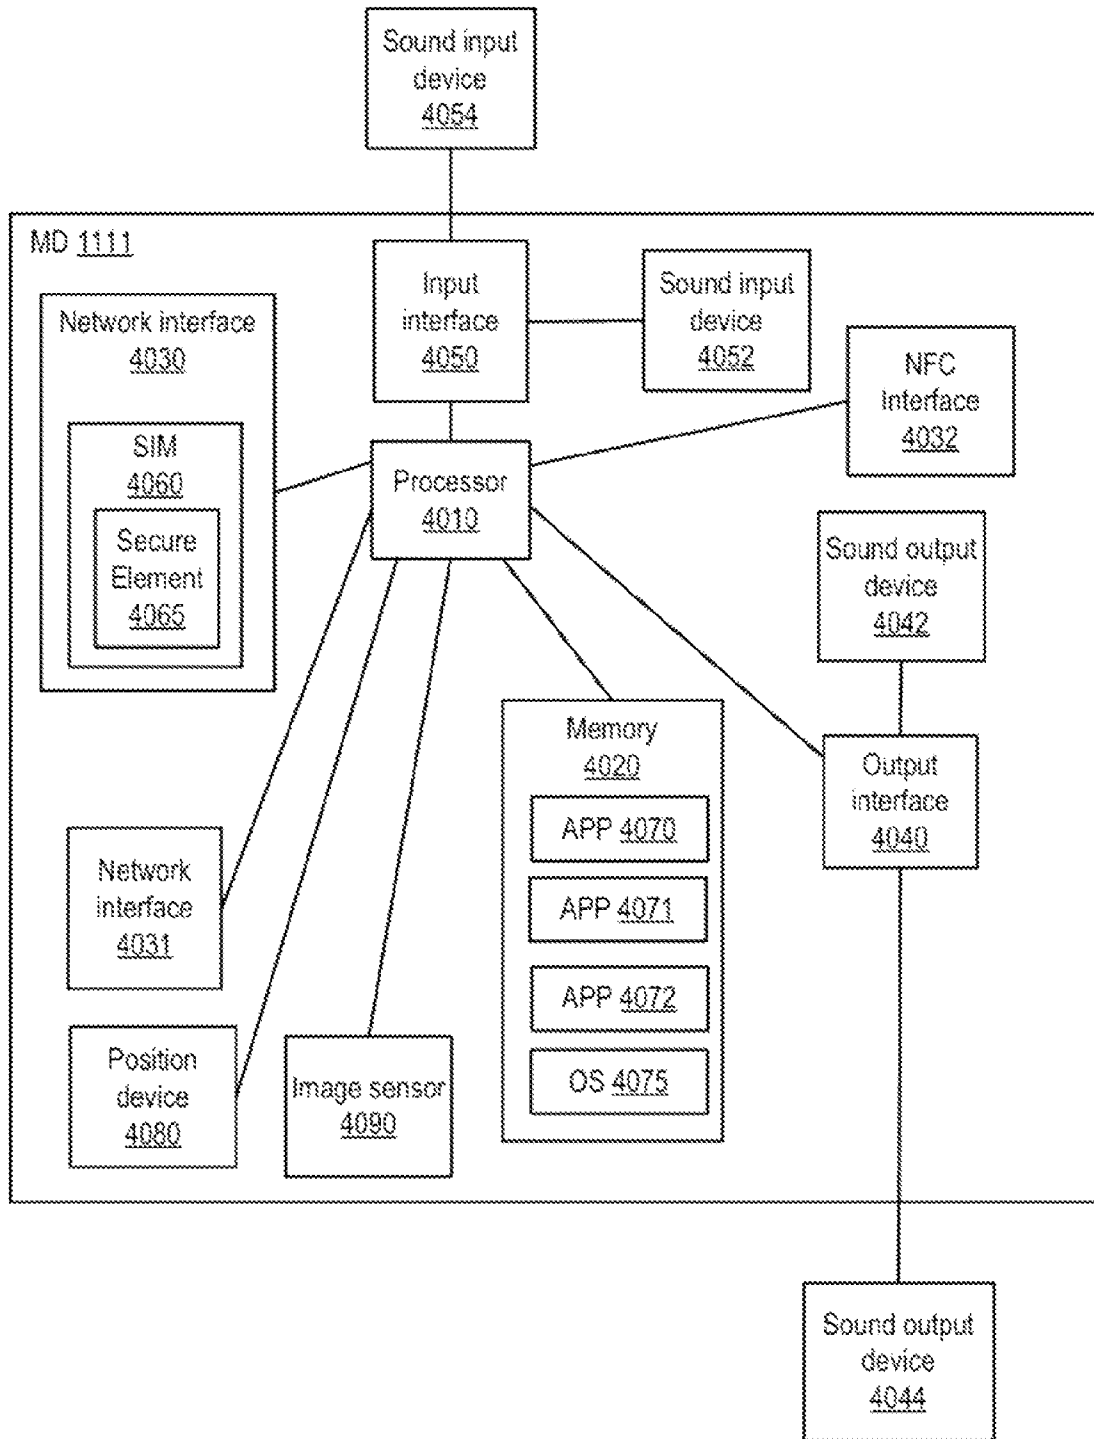 Sound input
device
4054
MD 1111
Input
interface
4050
Sound input
device
4052
Network interface
4030
NFC
Interface
4032
SIM
4060
Processor
4010
Secure
Element
4065
Sound output
device
4042
Memory
4020
Output
interface
4040
APP 4070
Network
interface
4031
APP 4071
APP 4072
Position
device
4080
Image sensor
4090
OS 4075
Sound output
device
4044